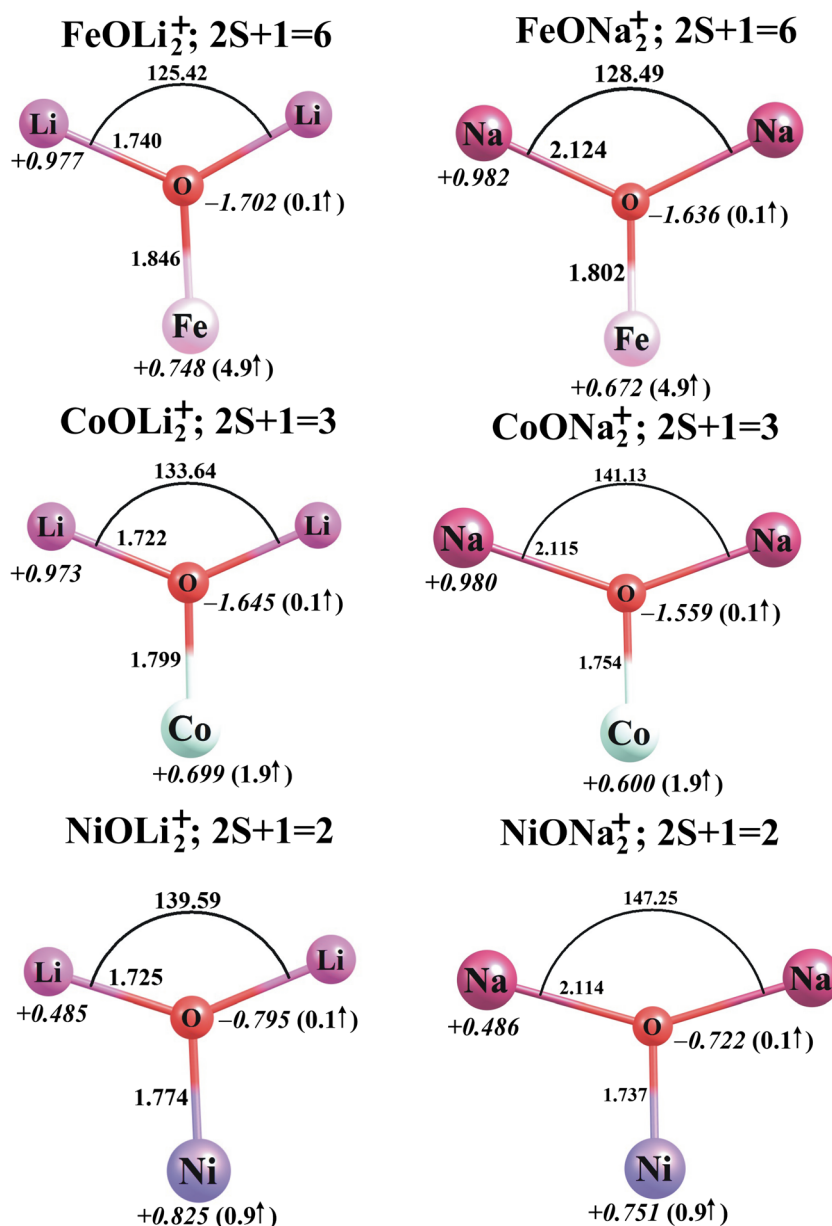 FeOLi₂⁺; 2S+1=6
125.42
Li
Li
1.740
+0.977
O
−1.702 (0.1↑)
1.846
Fe
+0.748 (4.9↑)
FeONa₂⁺; 2S+1=6
128.49
Na
Na
2.124
+0.982
O
−1.636 (0.1↑)
1.802
Fe
+0.672 (4.9↑)
CoOLi₂⁺; 2S+1=3
133.64
Li
Li
1.722
+0.973
O
−1.645 (0.1↑)
1.799
Co
+0.699 (1.9↑)
CoONa₂⁺; 2S+1=3
141.13
Na
Na
2.115
+0.980
O
−1.559 (0.1↑)
1.754
Co
+0.600 (1.9↑)
NiOLi₂⁺; 2S+1=2
139.59
Li
Li
1.725
+0.485
O
−0.795 (0.1↑)
1.774
Ni
+0.825 (0.9↑)
NiONa₂⁺; 2S+1=2
147.25
Na
Na
2.114
+0.486
O
−0.722 (0.1↑)
1.737
Ni
+0.751 (0.9↑)